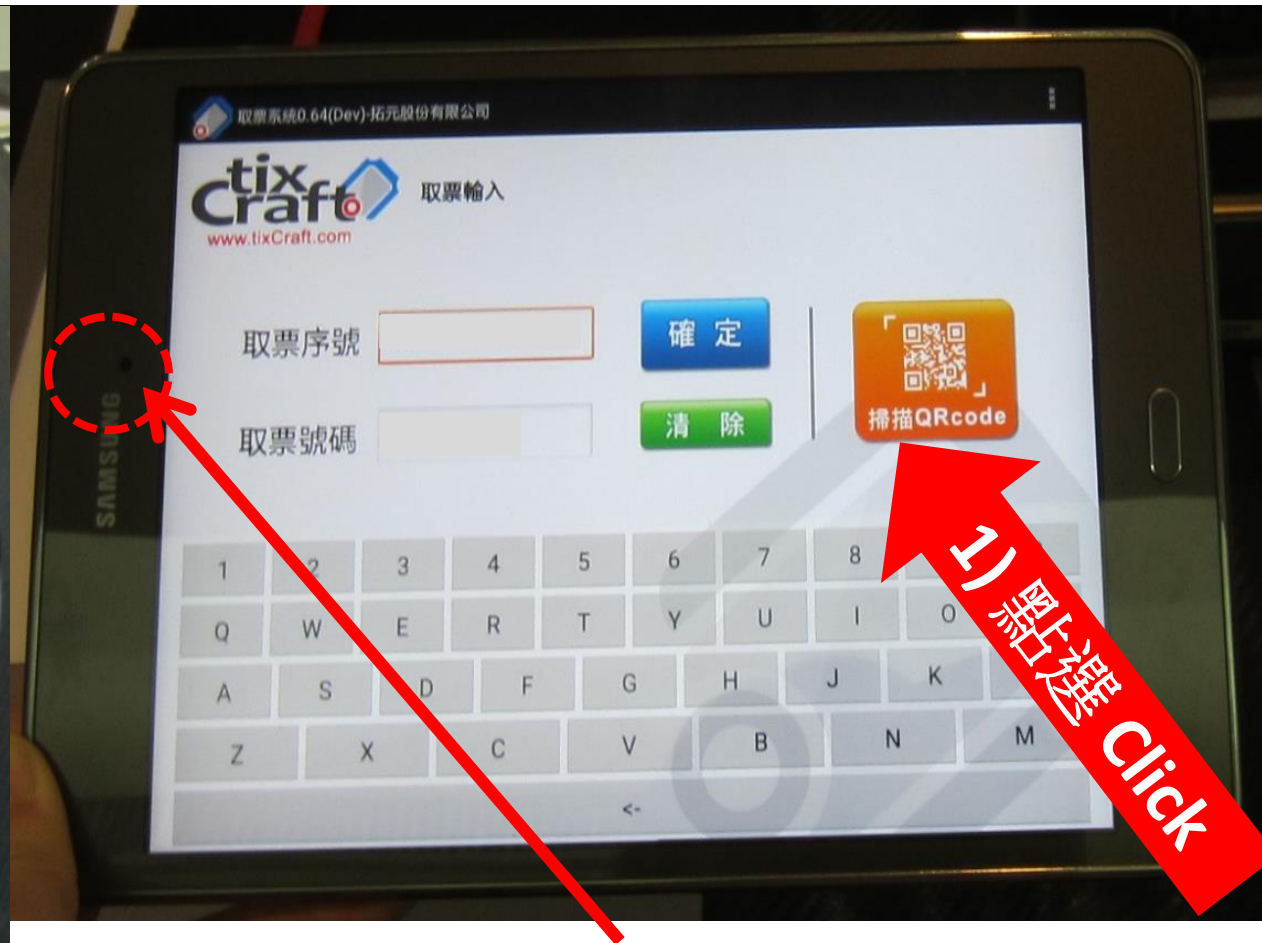 取票系統0.64(Dev)-拓元股份有限公司
tix
Craft
www.tixCraft.com
取票輸入
取票序號
確 定
取票號碼
清 除
掃描QRcode
SAMSUNG
1) 點選 Click
1 2 3 4 5 6 7 8
Q W E R T Y U I O
A S D F G H J K
Z X C V B N M
<-